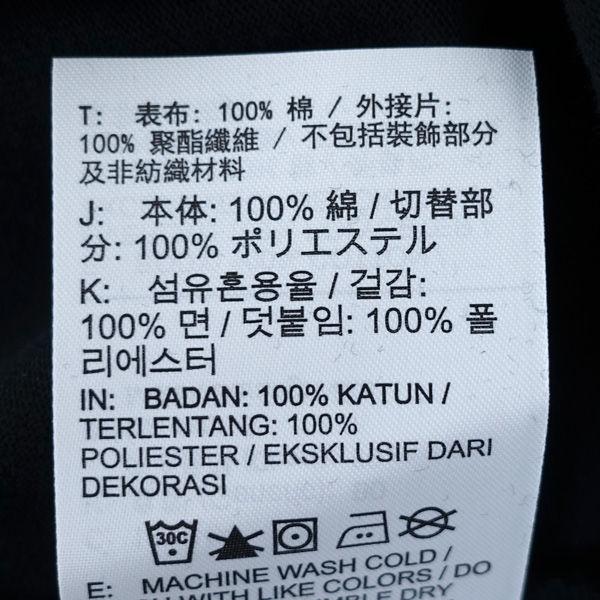 T: 表布: 100% 棉 / 外接片:
100% 聚酯纖維 / 不包括裝飾部分
及非紡織材料
J: 本体: 100% 綿 / 切替部
分: 100% ポリエステル
K: 섬유혼용율 / 겉감:
100% 면 / 덧붙임: 100% 폴
리에스터
IN: BADAN: 100% KATUN /
TERLENTANG: 100%
POLIESTER / EKSKLUSIF DARI
DEKORASI
30C
E: MACHINE WASH COLD /
WITH LIKE COLORS / DO
DRY